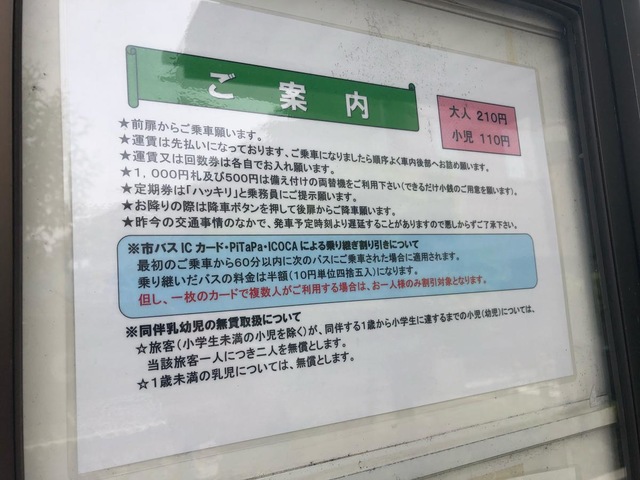 ご案内
大人 210円
小児 110円
★前扉からご乗車願います。
★運賃は先払いになっております、ご乗車になりましたら順序よく車内後部へお詰め願います。
★運賃又は回数券は各自でお入れ願います。
★1,000円札及び500円は備え付けの両替機をご利用下さい(できるだけ小銭のご用意を願います)。
★定期券は「ハッキリ」と乗務員にご提示願います。
★お降りの際は降車ボタンを押して後扉からご降車願います。
★昨今の交通事情のなかで、発車予定時刻より遅延することがありますので悪しからずご了承下さい。
※市バスICカード・PiTaPa・ICOCAによる乗り継ぎ割り引きについて
最初のご乗車から60分以内に次のバスにご乗車された場合に適用されます。
乗り継いだバスの料金は半額(10円単位四捨五入)になります。
但し、一枚のカードで複数人がご利用する場合は、お一人様のみ割引対象となります。
※同伴乳幼児の無賃取扱について
☆旅客(小学生未満の小児を除く)が、同伴する1歳から小学生に達するまでの小児(幼児)については、
当該旅客一人につき二人を無償とします。
☆1歳未満の乳児については、無償とします。